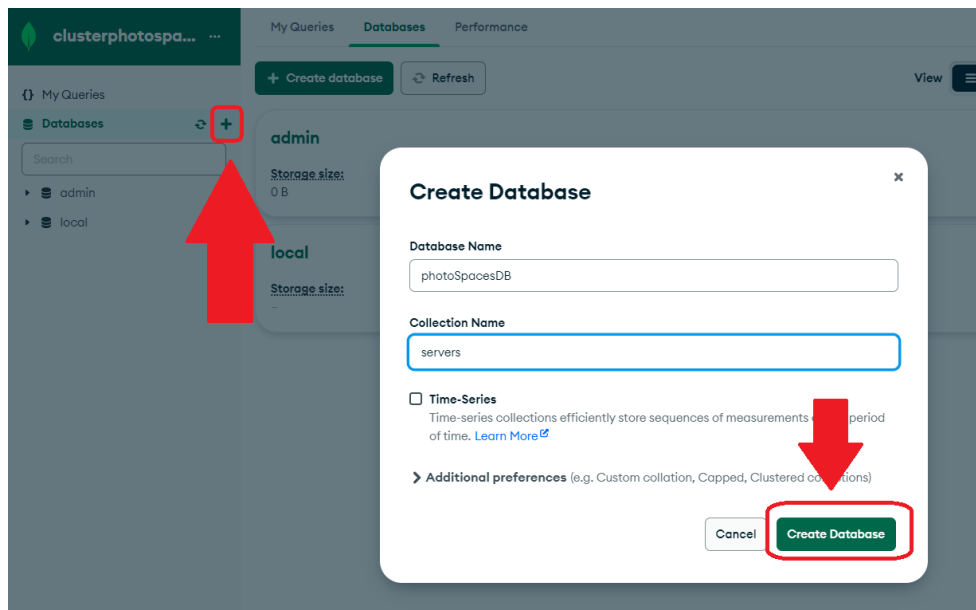 clusterphotospa... ...
My Queries
Databases
Performance
+ Create database
Refresh
View
{} My Queries
Databases
Search
admin
local
admin
Storage size:
0 B
local
Storage size:
–
Create Database
Database Name
photoSpacesDB
Collection Name
servers
Time-Series
Time-series collections efficiently store sequences of measurements period
of time. Learn More
Additional preferences (e.g. Custom collation, Capped, Clustered
Cancel
Create Database